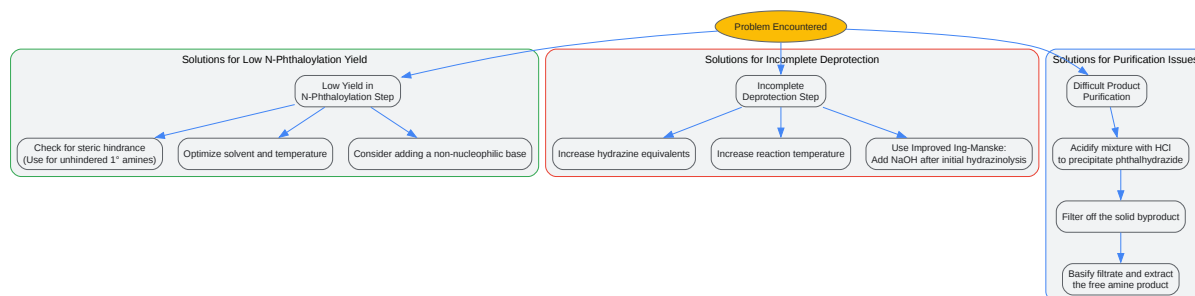 Problem Encountered
Solutions for Low N-Phthaloylation Yield
Low Yield in
N-Phthaloylation Step
Check for steric hindrance
(Use for unhindered 1° amines)
Optimize solvent and temperature
Consider adding a non-nucleophilic base
Solutions for Incomplete Deprotection
Incomplete
Deprotection Step
Increase hydrazine equivalents
Increase reaction temperature
Use Improved Ing-Manske:
Add NaOH after initial hydrazinolysis
Solutions for Purification Issues
Difficult Product
Purification
Acidify mixture with HCl
to precipitate phthalhydrazide
Filter off the solid byproduct
Basify filtrate and extract
the free amine product